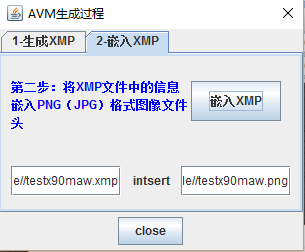 AVM生成过程
1-生成XMP 2-嵌入XMP
第二步：将XMP文件中的信息
嵌入PNG（JPG）格式图像文件
头
嵌入XMP
e//testx90maw.xmp intsert le//testx90maw.png
close